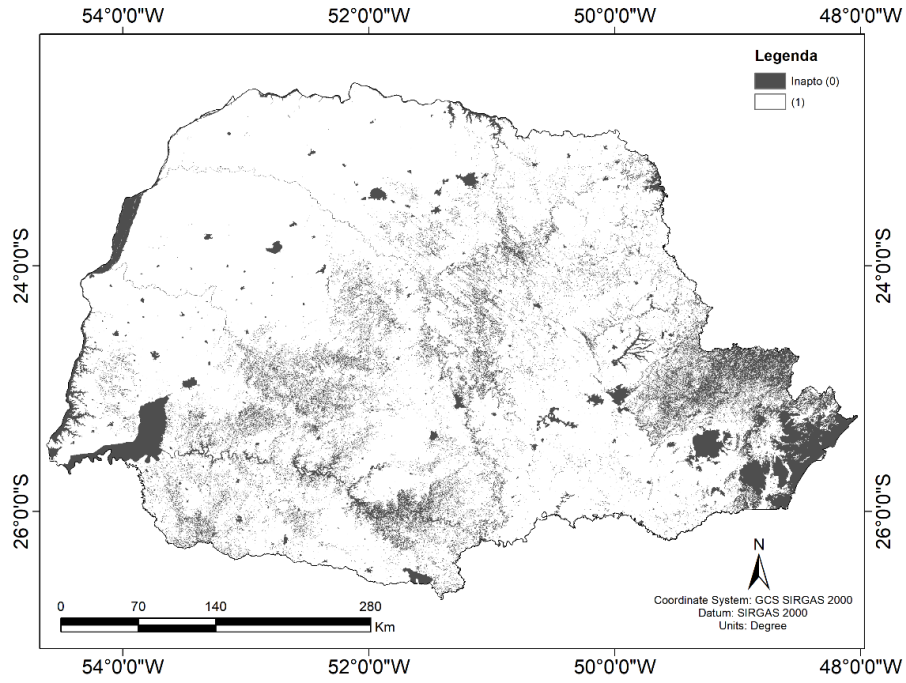 54°0'0"W 52°0'0"W 50°0'0"W 48°0'0"W
Legenda
Inapto (0)
(1)
24°0'0"S 24°0'0"S
26°0'0"S 26°0'0"S
N
0 70 140 280
Km
Coordinate System: GCS SIRGAS 2000
Datum: SIRGAS 2000
Units: Degree
54°0'0"W 52°0'0"W 50°0'0"W 48°0'0"W